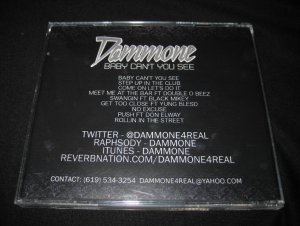 Dammone
BABY CAN'T YOU SEE
BABY CAN'T YOU SEE
STEP UP IN THE CLUB
COME ON LET'S DO IT
MEET ME AT THE BAR FT DOUBLE O BEEZ
SWANGIN FT BLACK MIKEY
GET TOO CLOSE FT YUNG BLESD
NO EXCUSE
PUSH FT DON ELWAY
ROLLIN IN THE STREET
TWITTER - @DAMMONE4REAL
RAPHSODY - DAMMONE
ITUNES - DAMMONE
REVERBNATION.COM/DAMMONE4REAL
CONTACT: (619) 534-3254 DAMMONE4REAL@YAHOO.COM